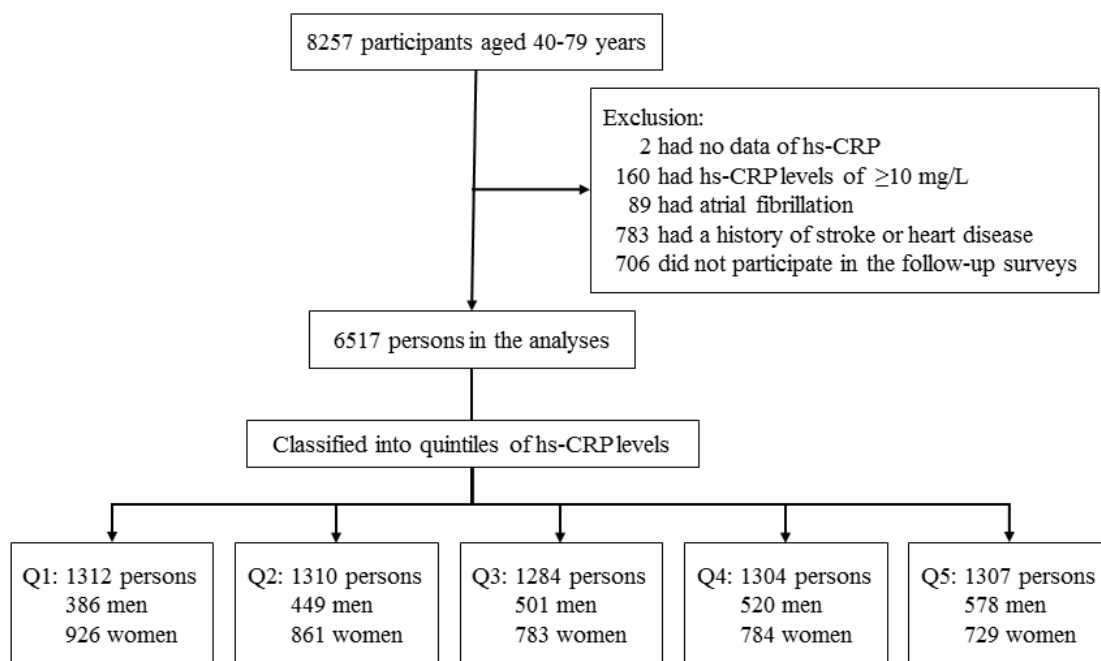 8257 participants aged 40-79 years
Exclusion:
2 had no data of hs-CRP
160 had hs-CRP levels of ≥10 mg/L
89 had atrial fibrillation
783 had a history of stroke or heart disease
706 did not participate in the follow-up surveys
6517 persons in the analyses
Classified into quintiles of hs-CRP levels
Q1: 1312 persons
386 men
926 women
Q2: 1310 persons
449 men
861 women
Q3: 1284 persons
501 men
783 women
Q4: 1304 persons
520 men
784 women
Q5: 1307 persons
578 men
729 women